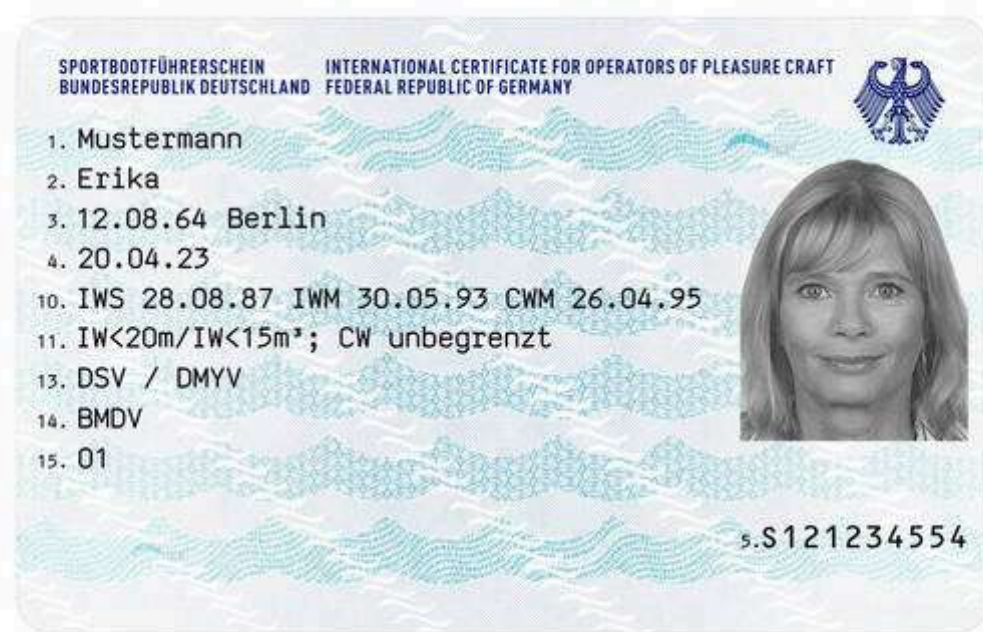 SPORTBOOTFÜHRERSCHEIN INTERNATIONAL CERTIFICATE FOR OPERATORS OF PLEASURE CRAFT
BUNDESREPUBLIK DEUTSCHLAND FEDERAL REPUBLIC OF GERMANY
1. Mustermann
2. Erika
3. 12.08.64 Berlin
4. 20.04.23
10. IWS 28.08.87 IWM 30.05.93 CWM 26.04.95
11. IW<20m/IW<15m³; CW unbegrenzt
13. DSV / DMYV
14. BMDV
15. 01
5. S121234554